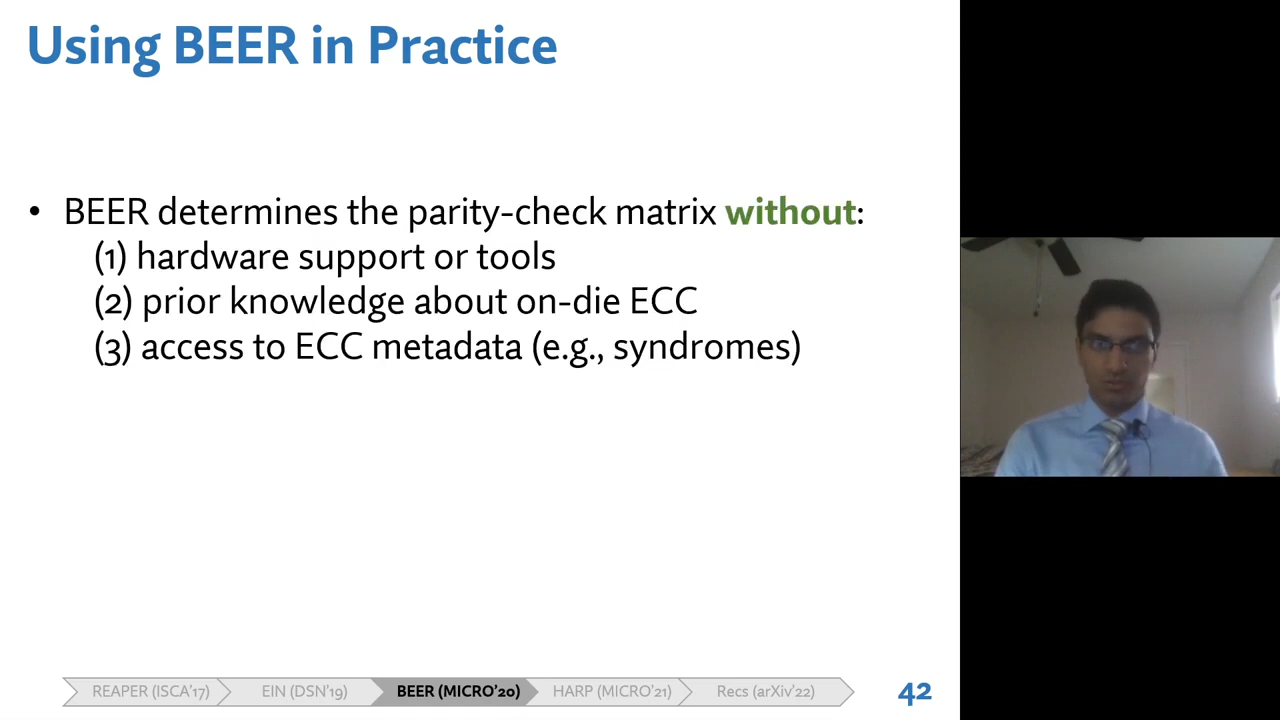 Using BEER in Practice
• BEER determines the parity-check matrix without:
(1) hardware support or tools
(2) prior knowledge about on-die ECC
(3) access to ECC metadata (e.g., syndromes)
REAPER (ISCA'17) EIN (DSN'19) BEER (MICRO'20) HARP (MICRO'21) Recs (arXiv'22) 42